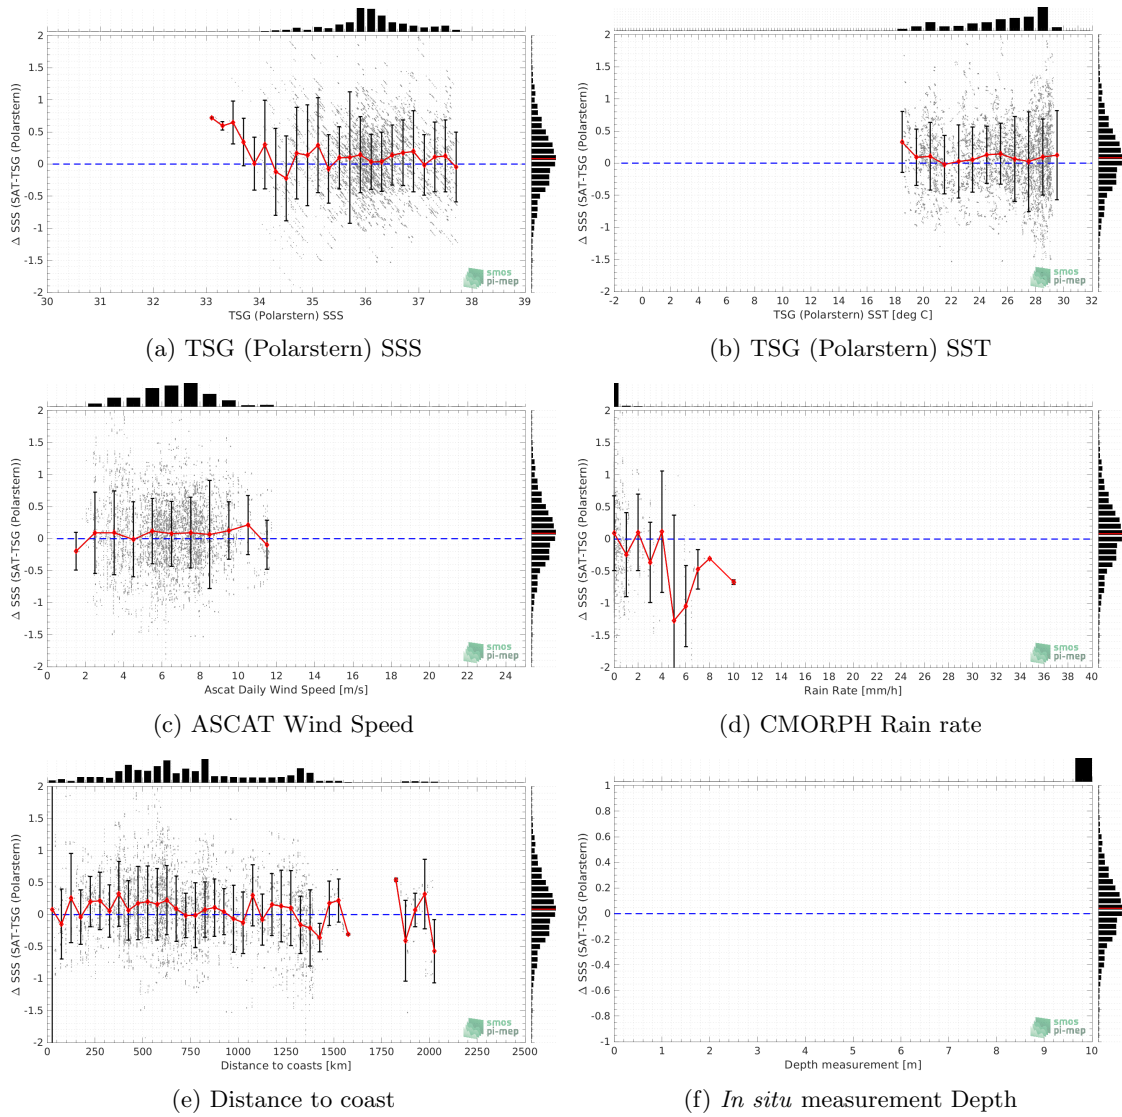 Δ SSS (SAT-TSG (Polarstern))
2
1.5
1
0.5
0
-0.5
-1
-1.5
-2
30 31 32 33 34 35 36 37 38 39
TSG (Polarstern) SSS
smos
pi-mep
(a) TSG (Polarstern) SSS
Δ SSS (SAT-TSG (Polarstern))
2
1.5
1
0.5
0
-0.5
-1
-1.5
-2
-2 0 2 4 6 8 10 12 14 16 18 20 22 24 26 28 30 32
TSG (Polarstern) SST [deg C]
smos
pi-mep
(b) TSG (Polarstern) SST
Δ SSS (SAT-TSG (Polarstern))
2
1.5
1
0.5
0
-0.5
-1
-1.5
-2
0 2 4 6 8 10 12 14 16 18 20 22 24
Ascat Daily Wind Speed [m/s]
smos
pi-mep
(c) ASCAT Wind Speed
Δ SSS (SAT-TSG (Polarstern))
2
1.5
1
0.5
0
-0.5
-1
-1.5
-2
0 2 4 6 8 10 12 14 16 18 20 22 24 26 28 30 32 34 36 38 40
Rain Rate [mm/h]
smos
pi-mep
(d) CMORPH Rain rate
Δ SSS (SAT-TSG (Polarstern))
2
1.5
1
0.5
0
-0.5
-1
-1.5
-2
0 250 500 750 1000 1250 1500 1750 2000 2250 2500
Distance to coasts [km]
smos
pi-mep
(e) Distance to coast
Δ SSS (SAT-TSG (Polarstern))
1
0.8
0.6
0.4
0.2
0
-0.2
-0.4
-0.6
-0.8
-1
0 1 2 3 4 5 6 7 8 9 10
Depth measurement [m]
smos
pi-mep
(f) In situ measurement Depth